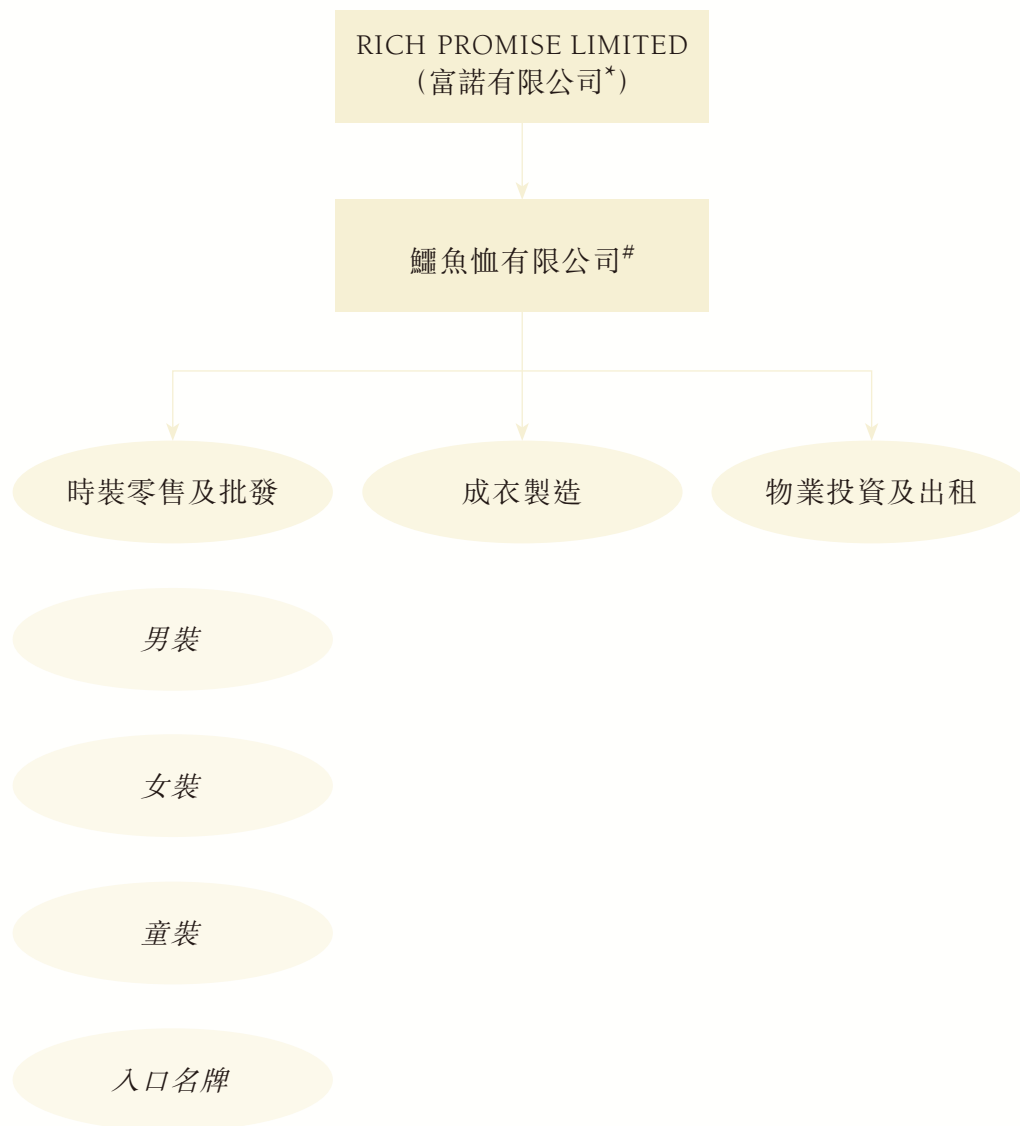 RICH PROMISE LIMITED
(富諾有限公司*)
鱷魚恤有限公司#
時裝零售及批發
成衣製造
物業投資及出租
男裝
女裝
童裝
入口名牌